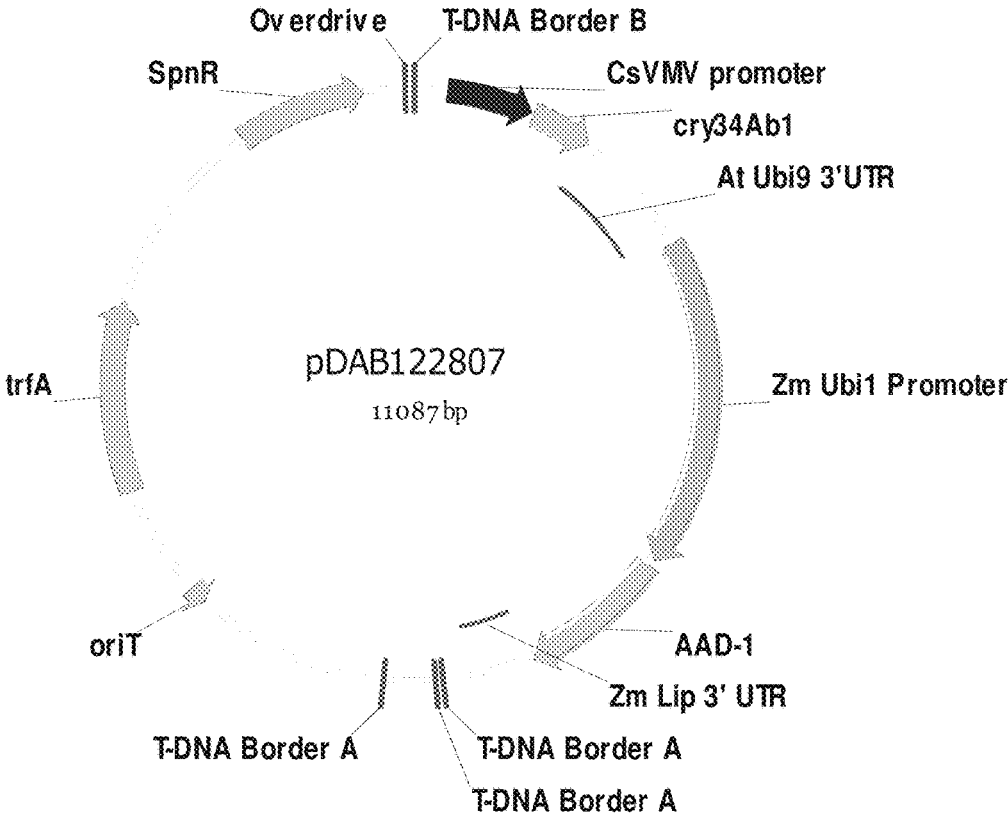 Overdrive
T-DNA Border B
SpnR
CsVMV promoter
cry34Ab1
At Ubi9 3'UTR
pDAB122807
11087bp
trfA
Zm Ubi1 Promoter
oriT
AAD-1
Zm Lip 3' UTR
T-DNA Border A
T-DNA Border A
T-DNA Border A